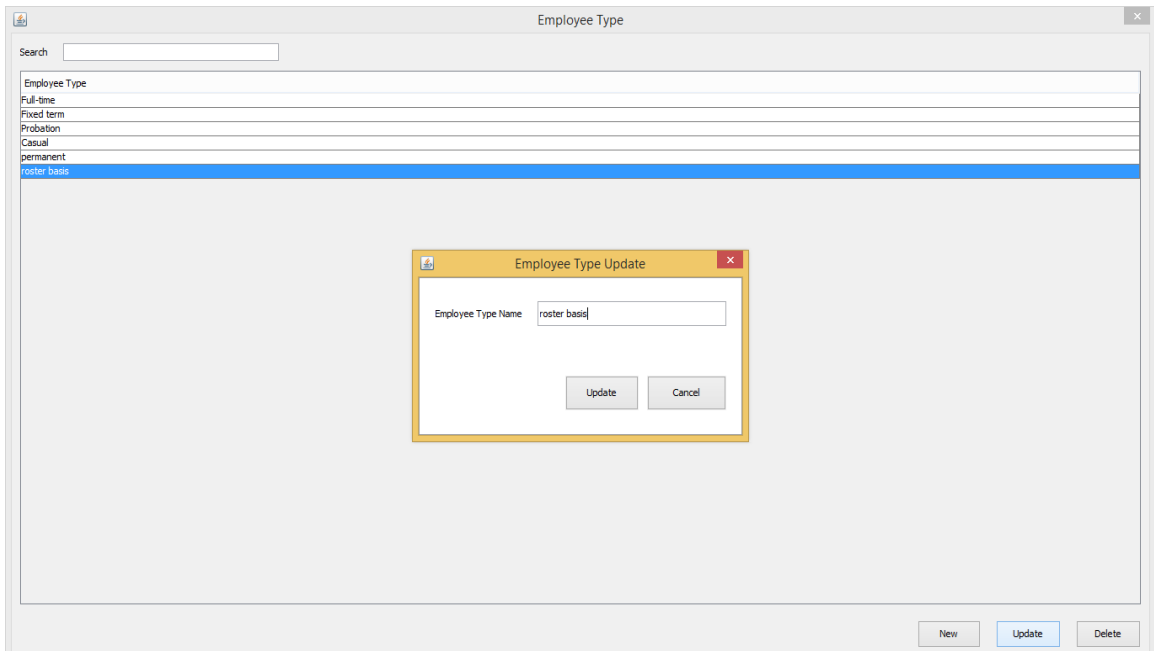 Employee Type
Search
Employee Type
Full-time
Fixed term
Probation
Casual
permanent
roster basis
Employee Type Update
Employee Type Name roster basis
Update Cancel
New Update Delete